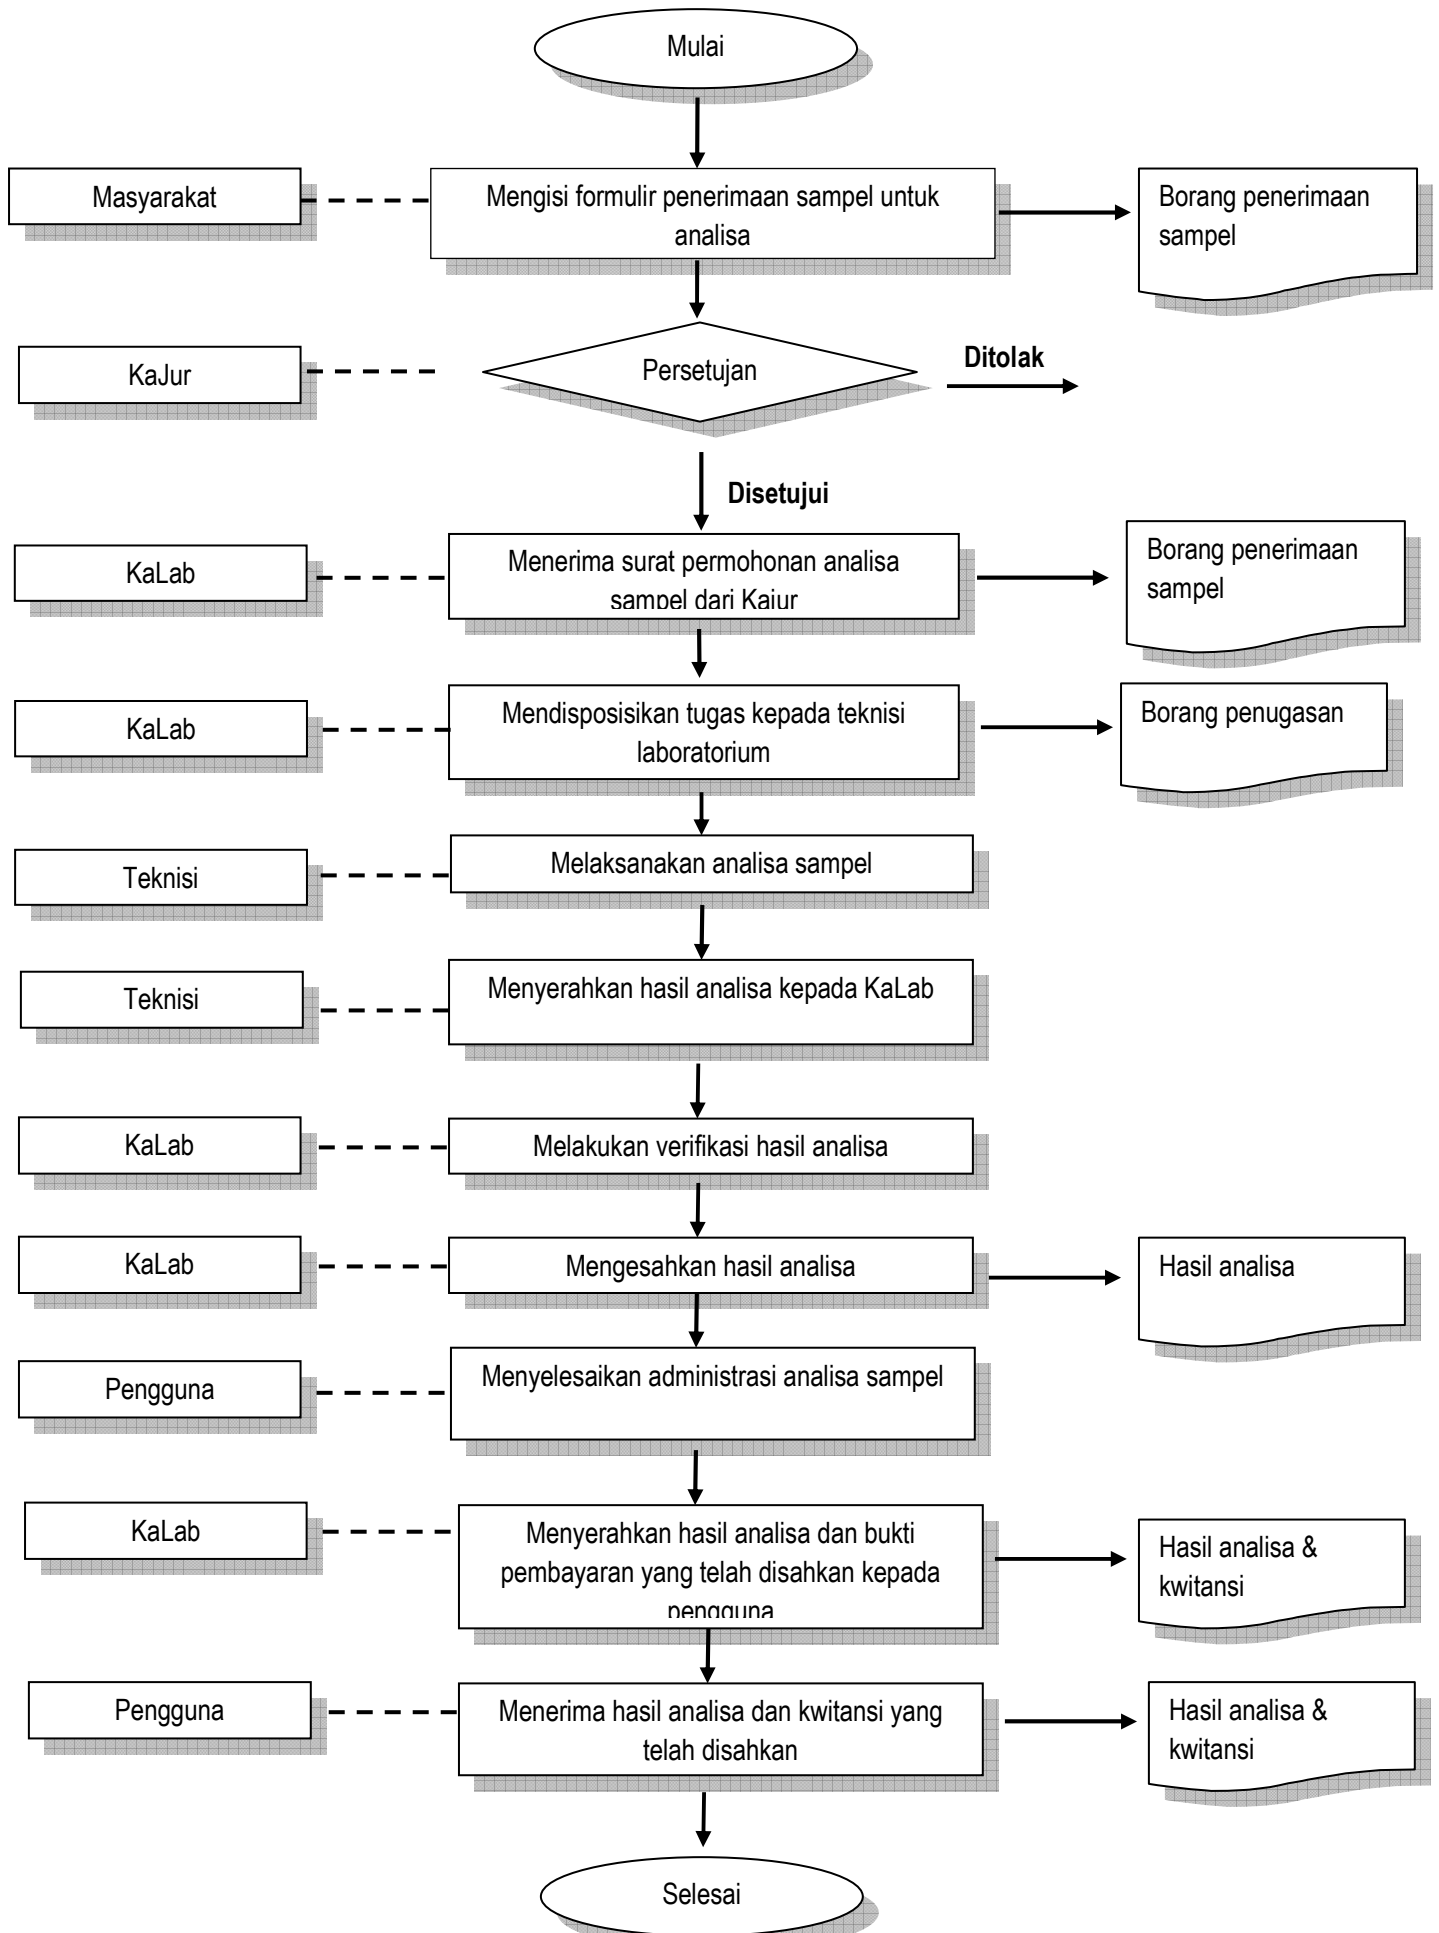 Mulai
Masyarakat
Mengisi formulir penerimaan sampel untuk
analisa
Borang penerimaan
sampel
KaJur
Persetujan
Ditolak
Disetujui
KaLab
Menerima surat permohonan analisa
sampel dari Kajur
Borang penerimaan
sampel
KaLab
Mendisposisikan tugas kepada teknisi
laboratorium
Borang penugasan
Teknisi
Melaksanakan analisa sampel
Teknisi
Menyerahkan hasil analisa kepada KaLab
KaLab
Melakukan verifikasi hasil analisa
KaLab
Mengesahkan hasil analisa
Hasil analisa
Pengguna
Menyelesaikan administrasi analisa sampel
KaLab
Menyerahkan hasil analisa dan bukti
pembayaran yang telah disahkan kepada
pengguna
Hasil analisa &
kwitansi
Pengguna
Menerima hasil analisa dan kwitansi yang
telah disahkan
Hasil analisa &
kwitansi
Selesai